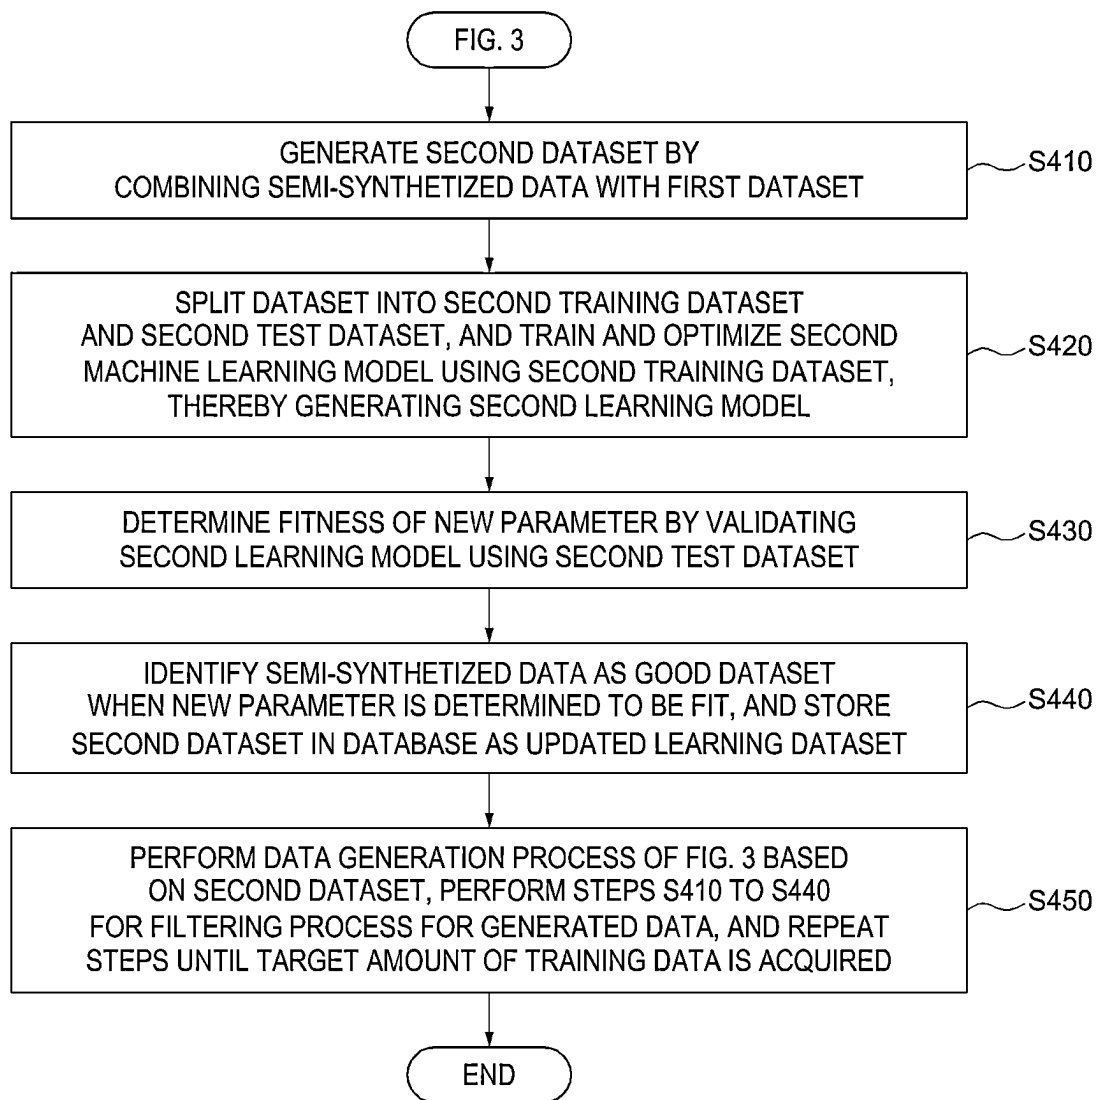 FIG. 3
GENERATE SECOND DATASET BY
COMBINING SEMI-SYNTHETIZED DATA WITH FIRST DATASET
S410
SPLIT DATASET INTO SECOND TRAINING DATASET
AND SECOND TEST DATASET, AND TRAIN AND OPTIMIZE SECOND
MACHINE LEARNING MODEL USING SECOND TRAINING DATASET,
THEREBY GENERATING SECOND LEARNING MODEL
S420
DETERMINE FITNESS OF NEW PARAMETER BY VALIDATING
SECOND LEARNING MODEL USING SECOND TEST DATASET
S430
IDENTIFY SEMI-SYNTHETIZED DATA AS GOOD DATASET
WHEN NEW PARAMETER IS DETERMINED TO BE FIT, AND STORE
SECOND DATASET IN DATABASE AS UPDATED LEARNING DATASET
S440
PERFORM DATA GENERATION PROCESS OF FIG. 3 BASED
ON SECOND DATASET, PERFORM STEPS S410 TO S440
FOR FILTERING PROCESS FOR GENERATED DATA, AND REPEAT
STEPS UNTIL TARGET AMOUNT OF TRAINING DATA IS ACQUIRED
S450
END